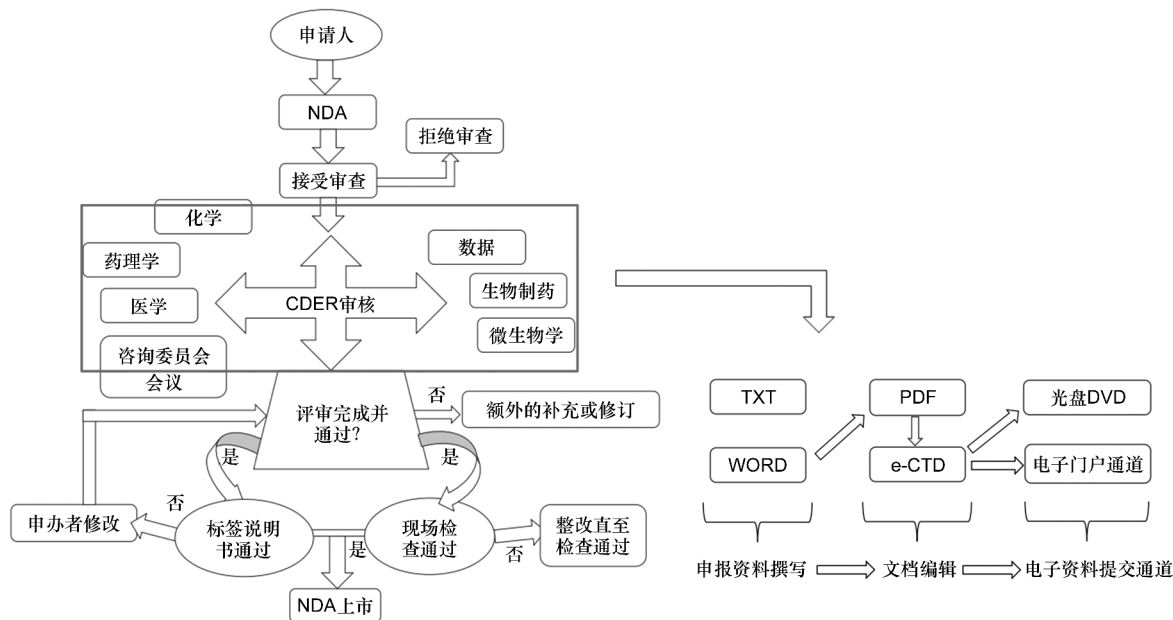 申请人
NDA
拒绝审查
接受审查
化学
药理学
医学
咨询委员会
会议
CDER审核
数据
生物制药
微生物学
评审完成并
通过?
否
额外的补充或修订
是
是
否
申办者修改
标签说明
书通过
是
现场检
查通过
否
整改直至
检查通过
NDA上市
TXT
PDF
光盘DVD
WORD
e-CTD
电子门户通道
申报资料撰写
文档编辑
电子资料提交通道